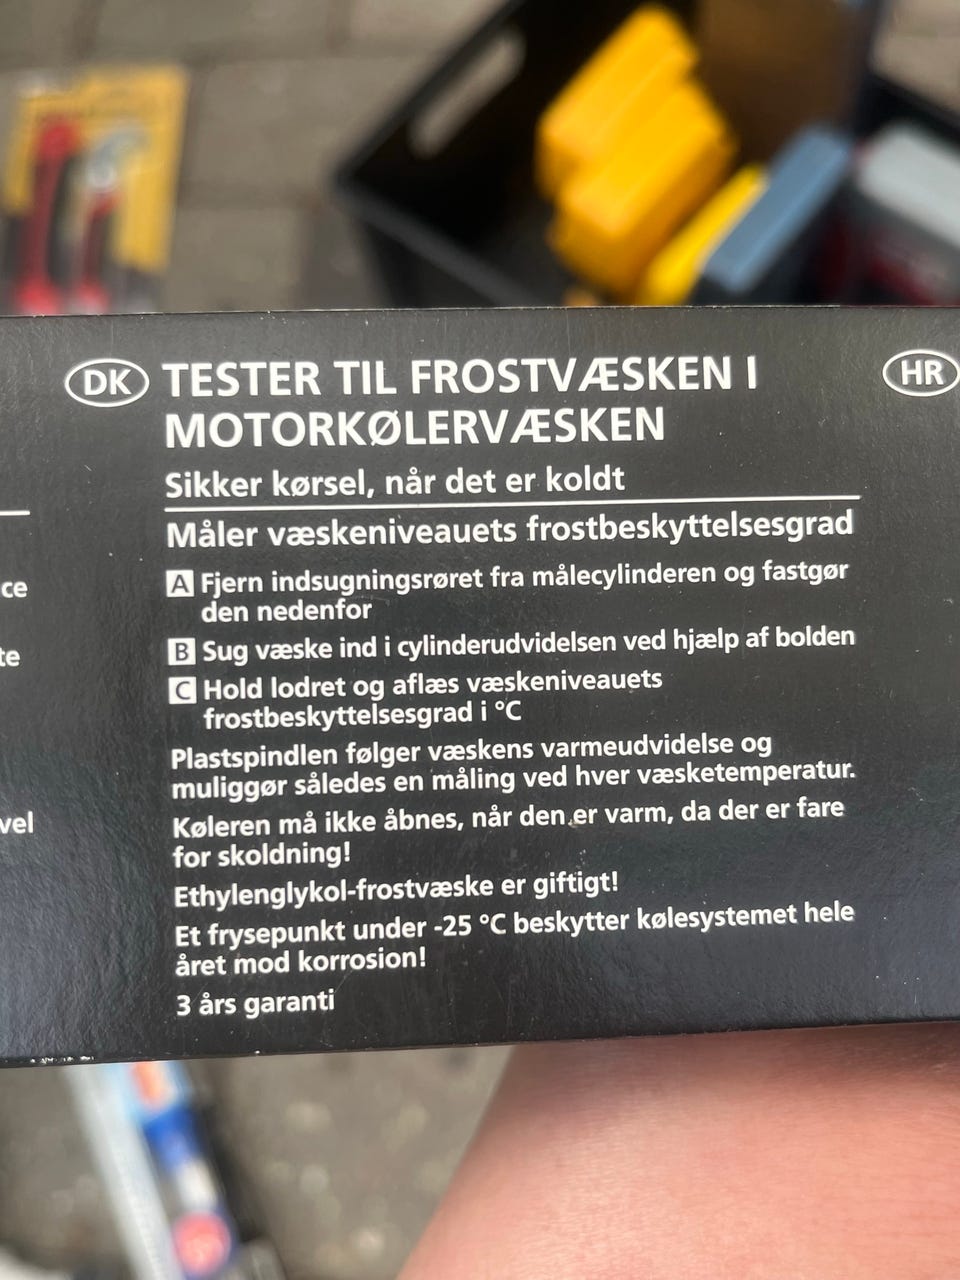 DK TESTER TIL FROSTVÆSKEN I
MOTORKØLERVÆSKEN
Sikker kørsel, når det er koldt
Måler væskeniveauets frostbeskyttelsesgrad
A Fjern indsugningsrøret fra målecylinderen og fastgør
den nedenfor
B Sug væske ind i cylinderudvidelsen ved hjælp af bolden
C Hold lodret og aflæs væskeniveauets
frostbeskyttelsesgrad i °C
Plastspindlen følger væskens varmeudvidelse og
muliggør således en måling ved hver væsketemperatur.
Køleren må ikke åbnes, når den er varm, da der er fare
for skoldning!
Ethylenglykol-frostvæske er giftigt!
Et frysepunkt under -25 °C beskytter kølesystemet hele
året mod korrosion!
3 års garanti
HR
ce
te
vel